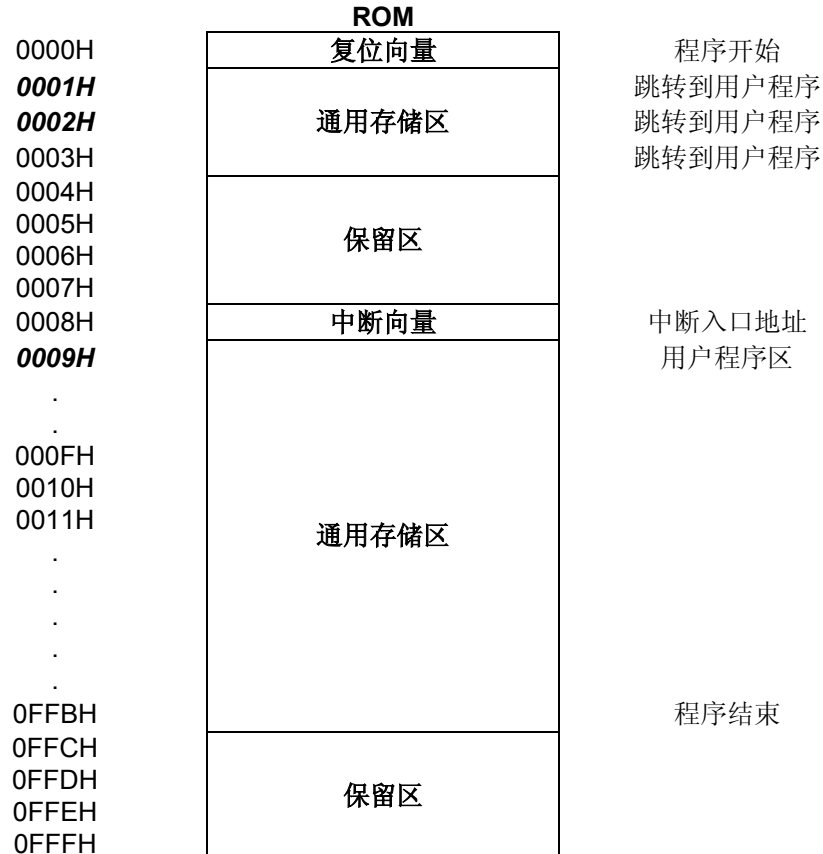 ROM
0000H 复位向量 程序开始
0001H 跳转到用户程序
0002H 通用存储区 跳转到用户程序
0003H 跳转到用户程序
0004H
0005H
保留区
0006H
0007H
0008H 中断向量 中断入口地址
0009H 用户程序区
.
.
000FH
0010H
0011H
通用存储区
.
.
.
.
.
0FFBH 程序结束
0FFCH
0FFDH
保留区
0FFEH
0FFFH